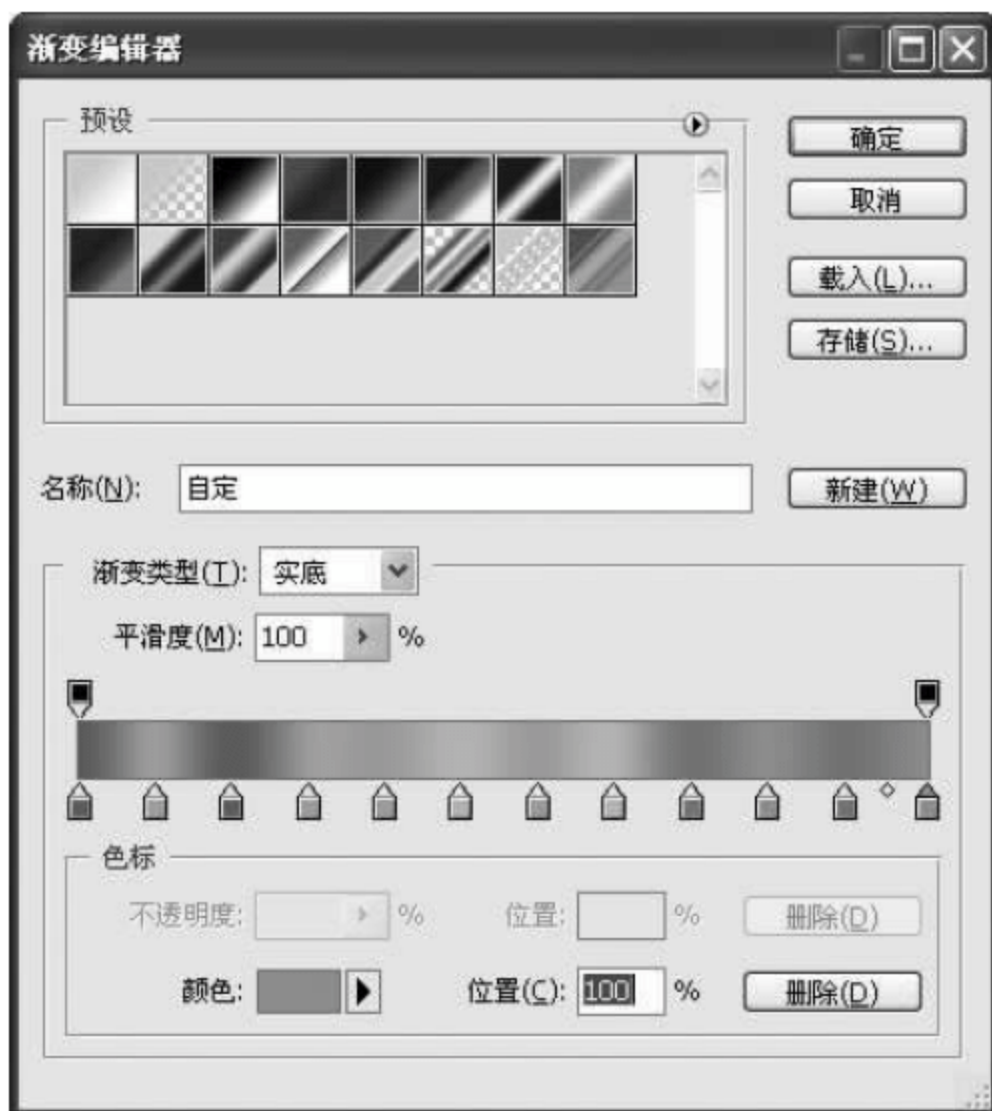 渐变编辑器
预设
确定
取消
载入(L)...
存储(S)...
名称(N): 自定
新建(W)
渐变类型(T): 实底
平滑度(M): 100 %
色标
不透明度: % 位置: % 删除(D)
颜色: 位置(C): 100 % 删除(D)